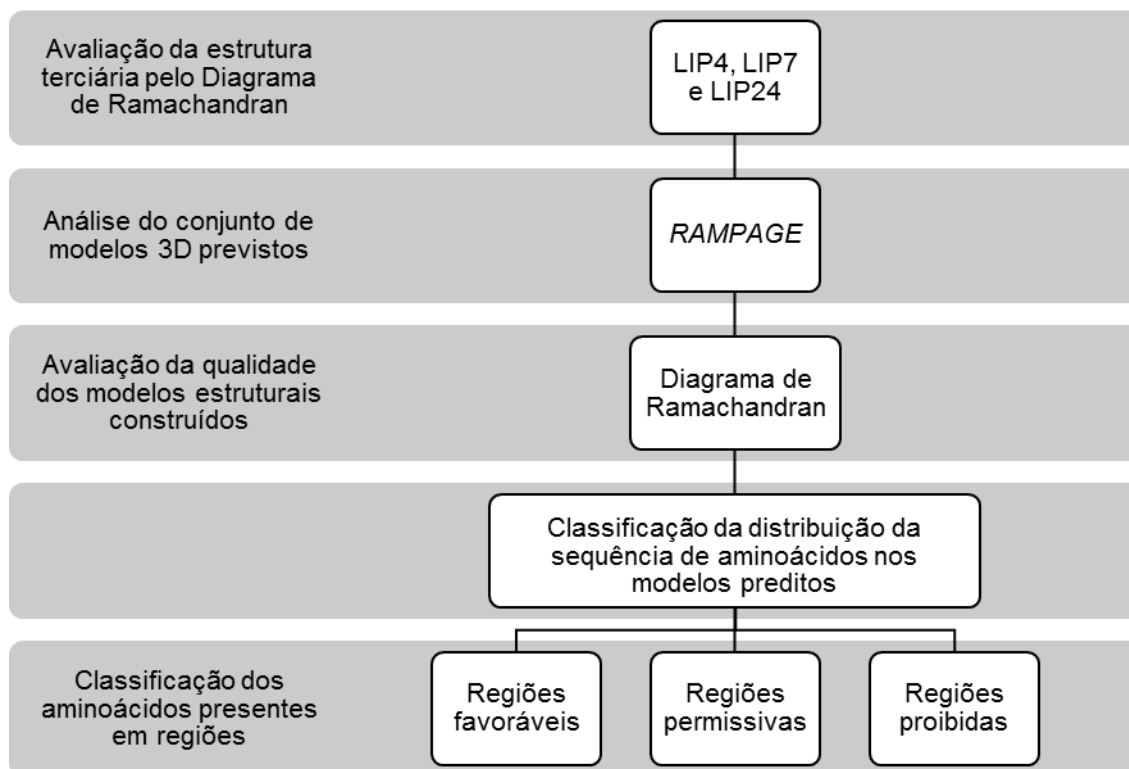 Avaliação da estrutura
terciária pelo Diagrama
de Ramachandran
LIP4, LIP7
e LIP24
Análise do conjunto de
modelos 3D previstos
RAMPAGE
Avaliação da qualidade
dos modelos estruturais
construídos
Diagrama de
Ramachandran
Classificação da distribuição da
sequência de aminoácidos nos
modelos preditos
Classificação dos
aminoácidos presentes
em regiões
Regiões
favoráveis
Regiões
permissivas
Regiões
proibidas